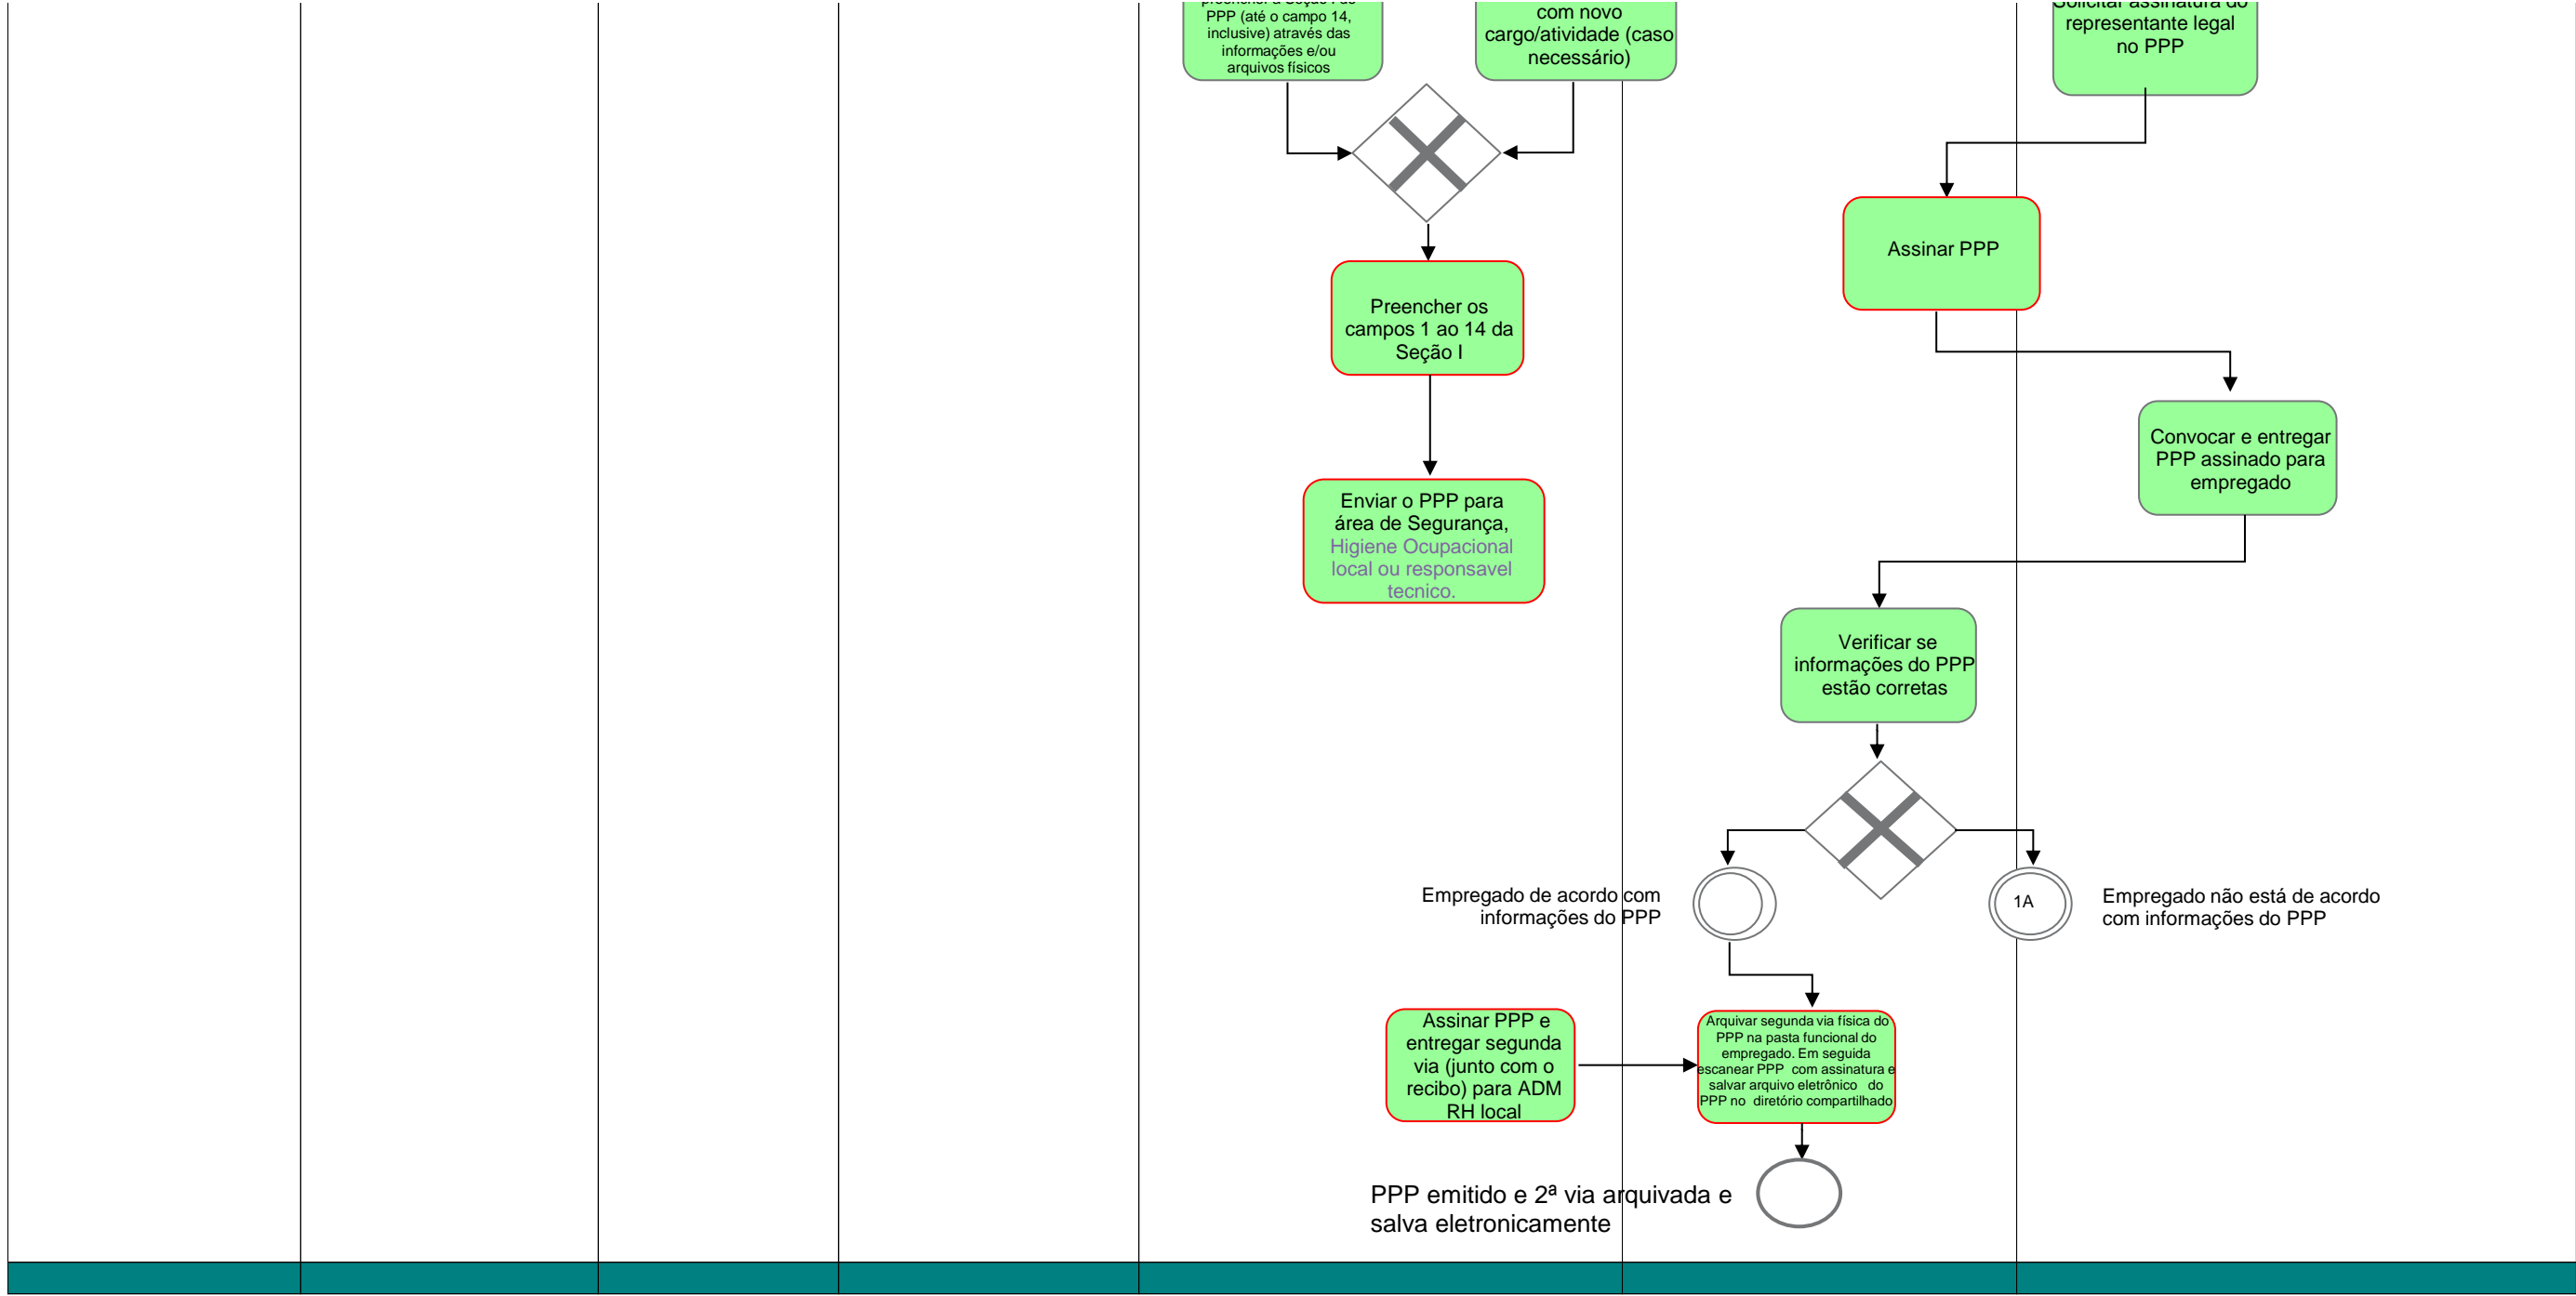 PPP (até o campo 14,
inclusive) através das
informações e/ou
arquivos físicos
com novo
cargo/atividade (caso
necessário)
Solicitar assinatura do
representante legal
no PPP
Assinar PPP
Preencher os
campos 1 ao 14 da
Seção I
Convocar e entregar
PPP assinado para
empregado
Enviar o PPP para
área de Segurança,
Higiene Ocupacional
local ou responsavel
tecnico.
Verificar se
informações do PPP
estão corretas
Empregado de acordo com
informações do PPP
1A
Empregado não está de acordo
com informações do PPP
Assinar PPP e
entregar segunda
via (junto com o
recibo) para ADM
RH local
Arquivar segunda via física do
PPP na pasta funcional do
empregado. Em seguida
escanear PPP com assinatura e
salvar arquivo eletrônico do
PPP no diretório compartilhado
PPP emitido e 2ª via arquivada e
salva eletronicamente